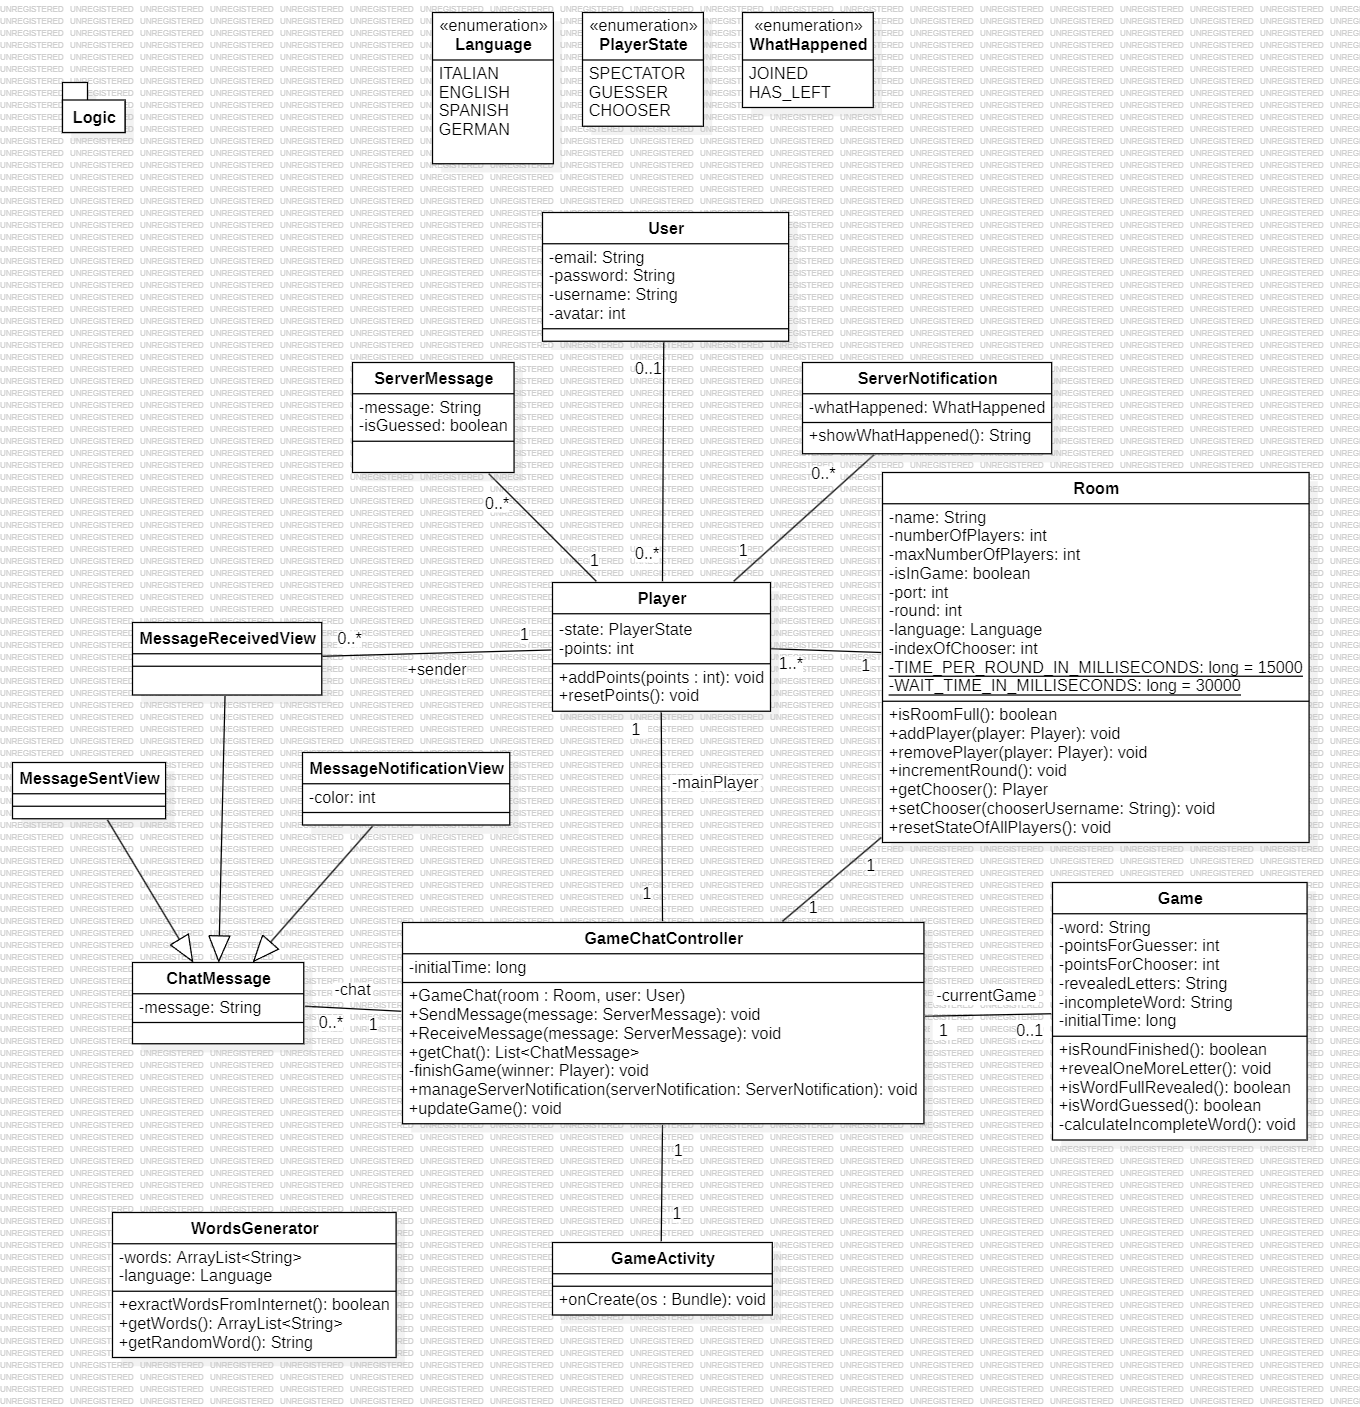 «enumeration»
Language
ITALIAN
ENGLISH
SPANISH
GERMAN
«enumeration»
PlayerState
SPECTATOR
GUESSER
CHOOSER
«enumeration»
WhatHappened
JOINED
HAS_LEFT
Logic
User
-email: String
-password: String
-username: String
-avatar: int
0..1
0..*
ServerMessage
-message: String
-isGuessed: boolean
0..*
1
ServerNotification
-whatHappened: WhatHappened
+showWhatHappened(): String
0..*
1
Room
-name: String
-numberOfPlayers: int
-maxNumberOfPlayers: int
-isInGame: boolean
-port: int
-round: int
-language: Language
-indexOfChooser: int
-TIME_PER_ROUND_IN_MILLISECONDS: long = 15000
-WAIT_TIME_IN_MILLISECONDS: long = 30000
+isRoomFull(): boolean
+addPlayer(player: Player): void
+removePlayer(player: Player): void
+incrementRound(): void
+getChooser(): Player
+setChooser(chooserUsername: String): void
+resetStateOfAllPlayers(): void
Player
-state: PlayerState
-points: int
+addPoints(points : int): void
+resetPoints(): void
1..*
1
MessageReceivedView
0..*
1
+sender
1
-mainPlayer
1
MessageSentView
MessageNotificationView
-color: int
1
1
ChatMessage
-message: String
-chat
0..*
1
GameChatController
-initialTime: long
+GameChat(room : Room, user: User)
+SendMessage(message: ServerMessage): void
+ReceiveMessage(message: ServerMessage): void
+getChat(): List<ChatMessage>
-finishGame(winner: Player): void
+manageServerNotification(serverNotification: ServerNotification): void
+updateGame(): void
-currentGame
1
0..1
Game
-word: String
-pointsForGuesser: int
-pointsForChooser: int
-revealedLetters: String
-incompleteWord: String
-initialTime: long
+isRoundFinished(): boolean
+revealOneMoreLetter(): void
+isWordFullRevealed(): boolean
+isWordGuessed(): boolean
-calculateIncompleteWord(): void
1
1
WordsGenerator
-words: ArrayList<String>
-language: Language
+exractWordsFromInternet(): boolean
+getWords(): ArrayList<String>
+getRandomWord(): String
GameActivity
+onCreate(os : Bundle): void
UNREGISTERED